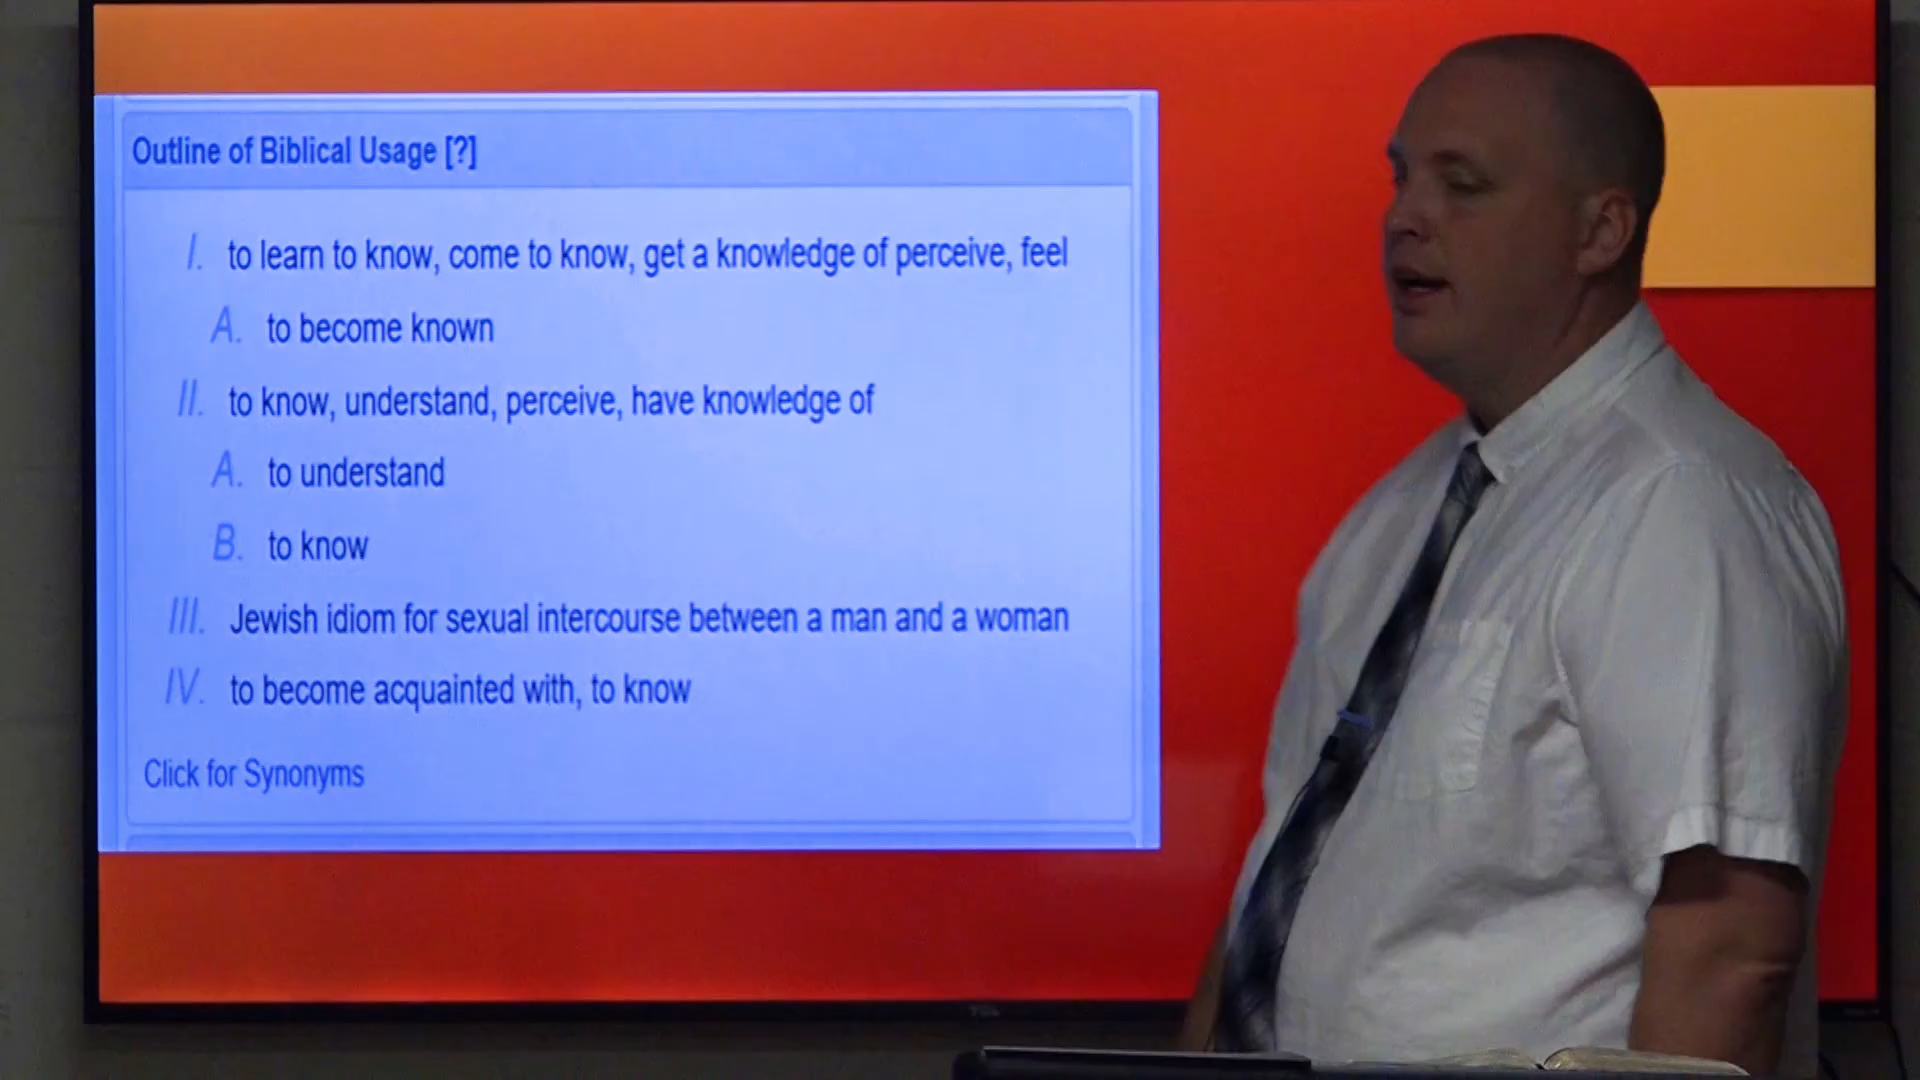 Outline of Biblical Usage [?]
I. to learn to know, come to know, get a knowledge of perceive, feel
A. to become known
II. to know, understand, perceive, have knowledge of
A. to understand
B. to know
III. Jewish idiom for sexual intercourse between a man and a woman
IV. to become acquainted with, to know
Click for Synonyms
TCL